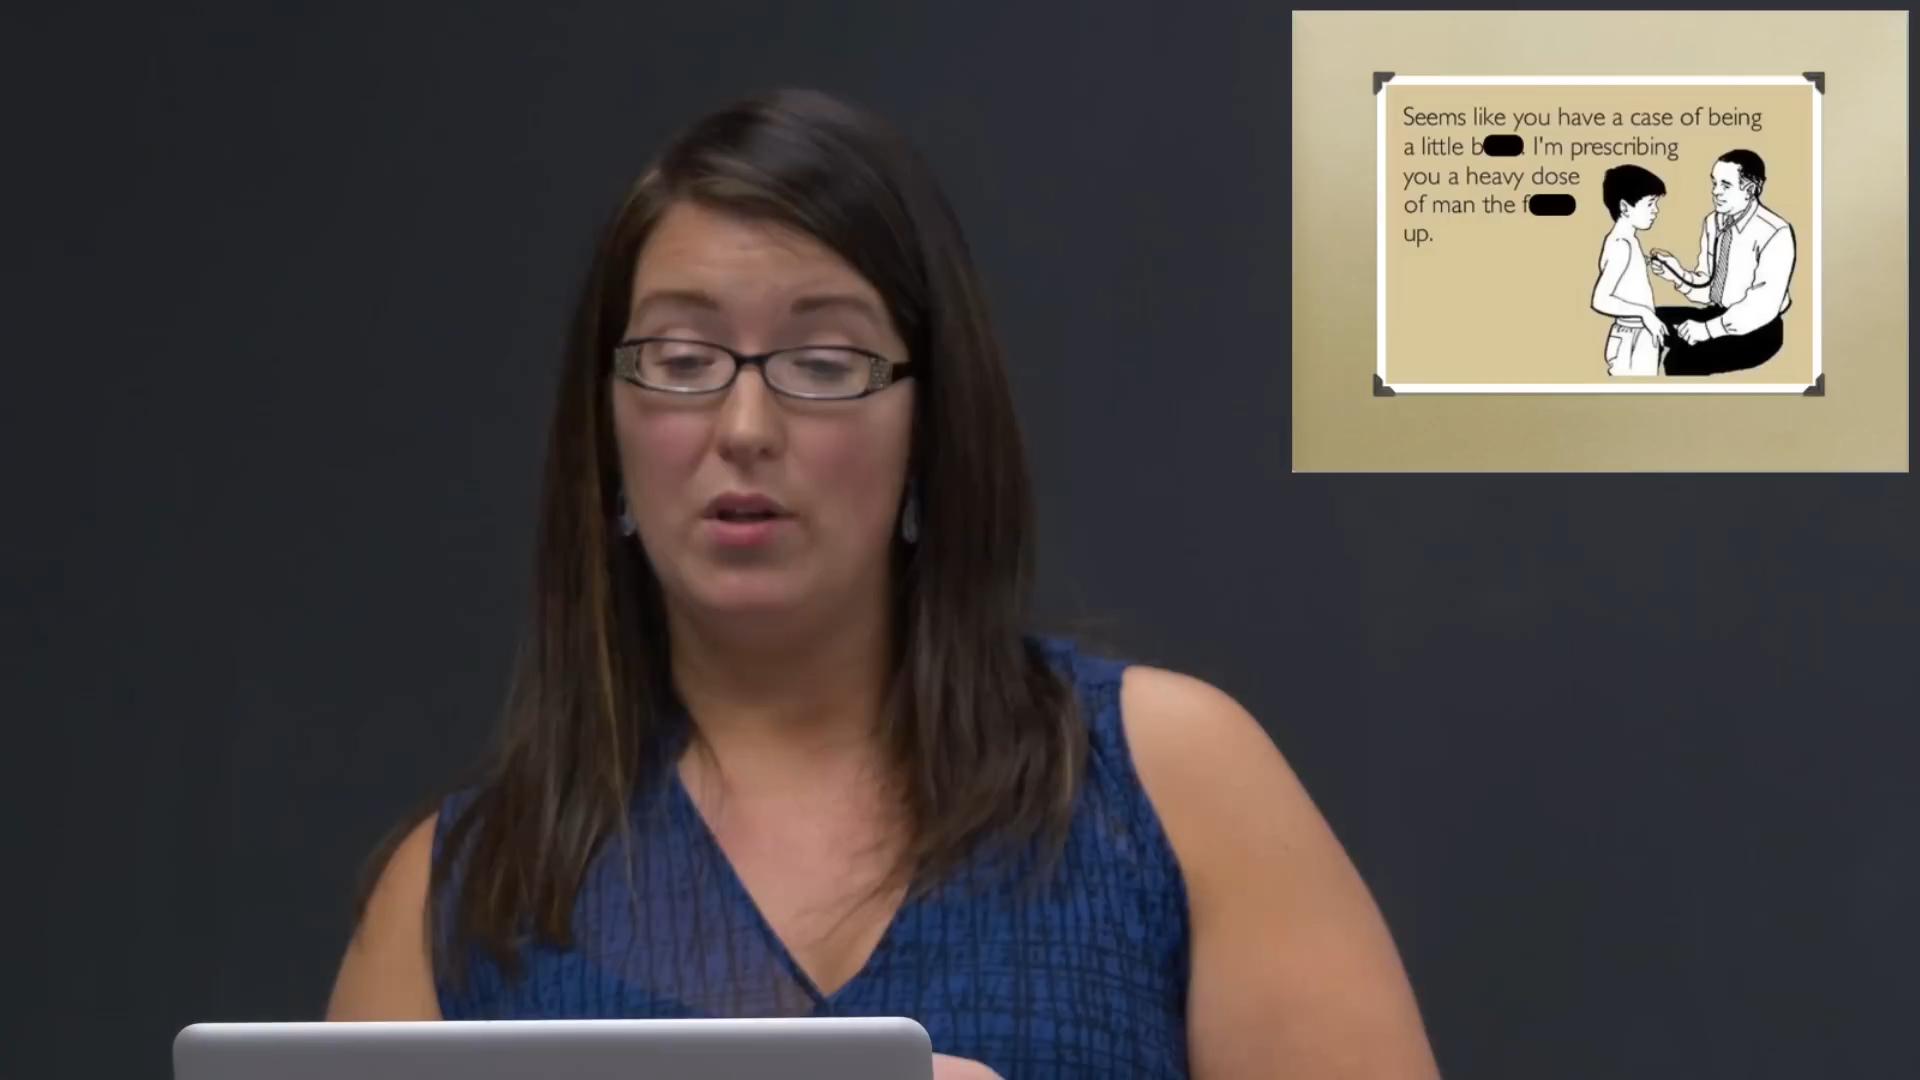 Seems like you have a case of being
a little b I'm prescribing
you a heavy dose
of man the f
up.